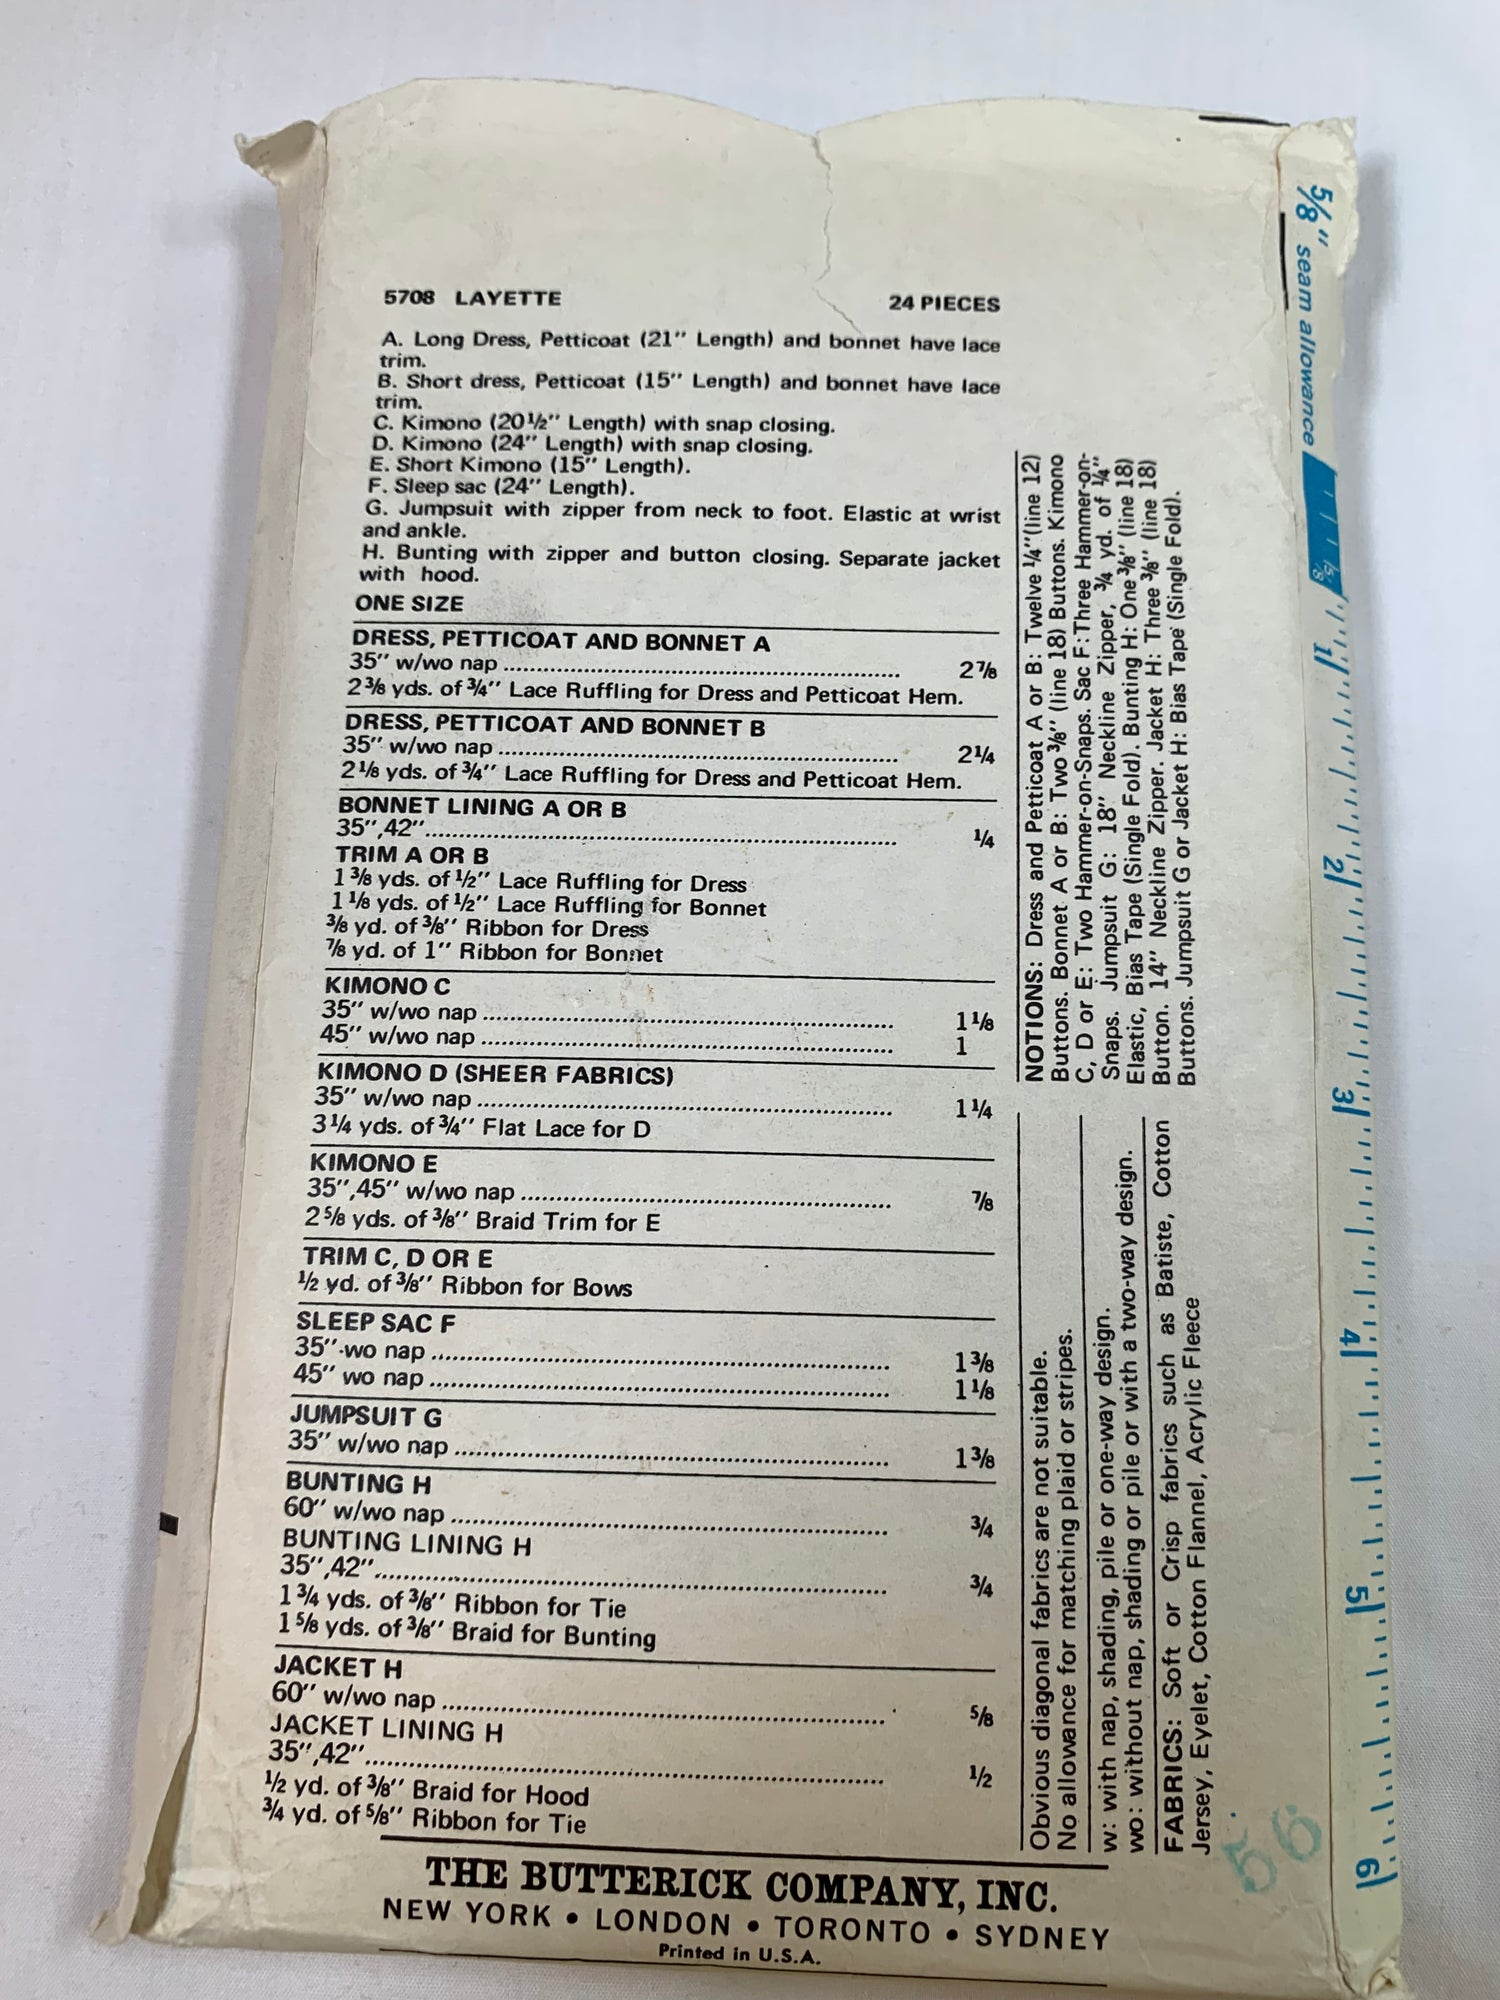 5708 LAYETTE 24 PIECES
A. Long Dress, Petticoat (21" Length) and bonnet have lace
trim.
B. Short dress, Petticoat (15" Length) and bonnet have lace
trim.
C. Kimono (20½" Length) with snap closing.
D. Kimono (24" Length) with snap closing.
E. Short Kimono (15" Length).
F. Sleep sac (24" Length).
G. Jumpsuit with zipper from neck to foot. Elastic at wrist
and ankle.
H. Bunting with zipper and button closing. Separate jacket
with hood.
ONE SIZE
DRESS, PETTICOAT AND BONNET A
35" w/wo nap ........ 2⅞
2⅜ yds. of ¾" Lace Ruffling for Dress and Petticoat Hem.
DRESS, PETTICOAT AND BONNET B
35" w/wo nap ........ 2¼
2⅛ yds. of ¾" Lace Ruffling for Dress and Petticoat Hem.
BONNET LINING A OR B
35",42" ........ ¼
TRIM A OR B
1⅜ yds. of ½" Lace Ruffling for Dress
1⅛ yds. of ½" Lace Ruffling for Bonnet
⅜ yd. of ⅜" Ribbon for Dress
⅞ yd. of 1" Ribbon for Bonnet
KIMONO C
35" w/wo nap ........ 1⅛
45" w/wo nap ........ 1
KIMONO D (SHEER FABRICS)
35" w/wo nap ........ 1¼
3¼ yds. of ¾" Flat Lace for D
KIMONO E
35",45" w/wo nap ........ ⅞
2⅝ yds. of ⅜" Braid Trim for E
TRIM C, D OR E
½ yd. of ⅜" Ribbon for Bows
SLEEP SAC F
35" wo nap ........ 1⅜
45" wo nap ........ 1⅛
JUMPSUIT G
35" w/wo nap ........ 1⅜
BUNTING H
60" w/wo nap ........ ¾
BUNTING LINING H
35",42" ........ ¾
1¾ yds. of ⅜" Ribbon for Tie
1⅝ yds. of ⅜" Braid for Bunting
JACKET H
60" w/wo nap ........ ⅝
JACKET LINING H
35",42" ........ ½
½ yd. of ⅜" Braid for Hood
¾ yd. of ⅝" Ribbon for Tie
NOTIONS: Dress and Petticoat A or B: Twelve ¼"(line 12)
Buttons. Bonnet A or B: Two ⅜" (line 18) Buttons. Kimono
C, D or E: Two Hammer-on-Snaps. Sac F: Three Hammer-on-
Snaps. Jumpsuit G: 18" Neckline Zipper, ¾ yd. of ¼"
Elastic, Bias Tape (Single Fold). Bunting H: One ⅜" (line 18)
Button. 14" Neckline Zipper. Jacket H: Three ⅜" (line 18)
Buttons. Jumpsuit G or Jacket H: Bias Tape (Single Fold).
Obvious diagonal fabrics are not suitable.
No allowance for matching plaid or stripes.
w: with nap, shading, pile or one-way design.
wo: without nap, shading or pile or with a two-way design.
FABRICS: Soft or Crisp fabrics such as Batiste, Cotton
Jersey, Eyelet, Cotton Flannel, Acrylic Fleece
THE BUTTERICK COMPANY, INC.
NEW YORK • LONDON • TORONTO • SYDNEY
Printed in U.S.A.
⅝" seam allowance
⅝
1
2
3
4
5
6
56